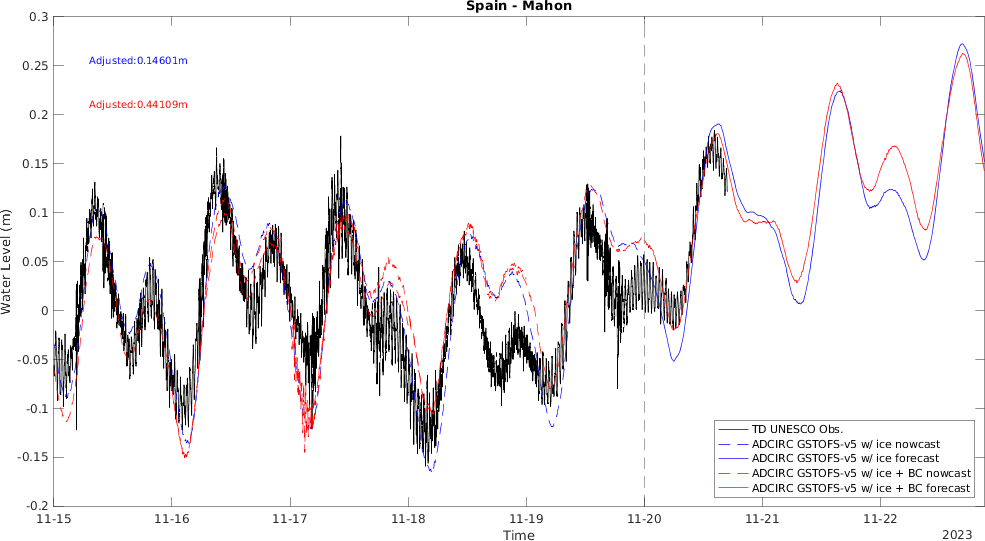 Spain - Mahon
Adjusted:0.14601m
Adjusted:0.44109m
Water Level (m)
0.3
0.25
0.2
0.15
0.1
0.05
0
-0.05
-0.1
-0.15
-0.2
TD UNESCO Obs.
ADCIRC GSTOFS-v5 w/ ice nowcast
ADCIRC GSTOFS-v5 w/ ice forecast
ADCIRC GSTOFS-v5 w/ ice + BC nowcast
ADCIRC GSTOFS-v5 w/ ice + BC forecast
11-15 11-16 11-17 11-18 11-19 11-20 11-21 11-22
Time
2023